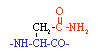 O
CH₂ C-NH₂
-NH-CH-CO-